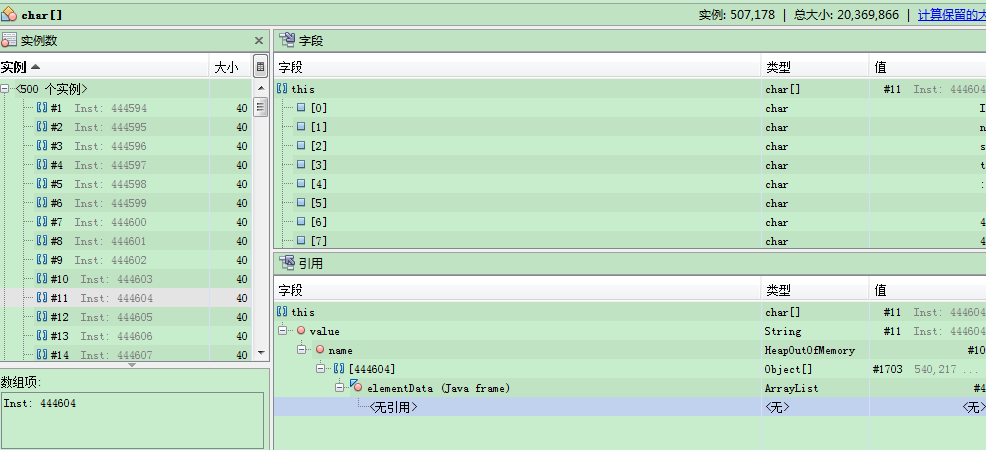 char[]
实例: 507,178 | 总大小: 20,369,866 | 计算保留的大
实例数
实例 大小
<500 个实例>
#1 Inst: 444594 40
#2 Inst: 444595 40
#3 Inst: 444596 40
#4 Inst: 444597 40
#5 Inst: 444598 40
#6 Inst: 444599 40
#7 Inst: 444600 40
#8 Inst: 444601 40
#9 Inst: 444602 40
#10 Inst: 444603 40
#11 Inst: 444604 40
#12 Inst: 444605 40
#13 Inst: 444606 40
#14 Inst: 444607 40
数组项:
Inst: 444604
字段
字段 类型 值
this char[] #11 Inst: 444604
[0] char I
[1] char n
[2] char s
[3] char t
[4] char :
[5] char
[6] char 4
[7] char 4
引用
字段 类型 值
this char[] #11 Inst: 444604
value String #11 Inst: 444604
name HeapOutOfMemory #10
[444604] Object[] #1703 540,217 ...
elementData (Java frame) ArrayList #4
<无引用> <无> <无>